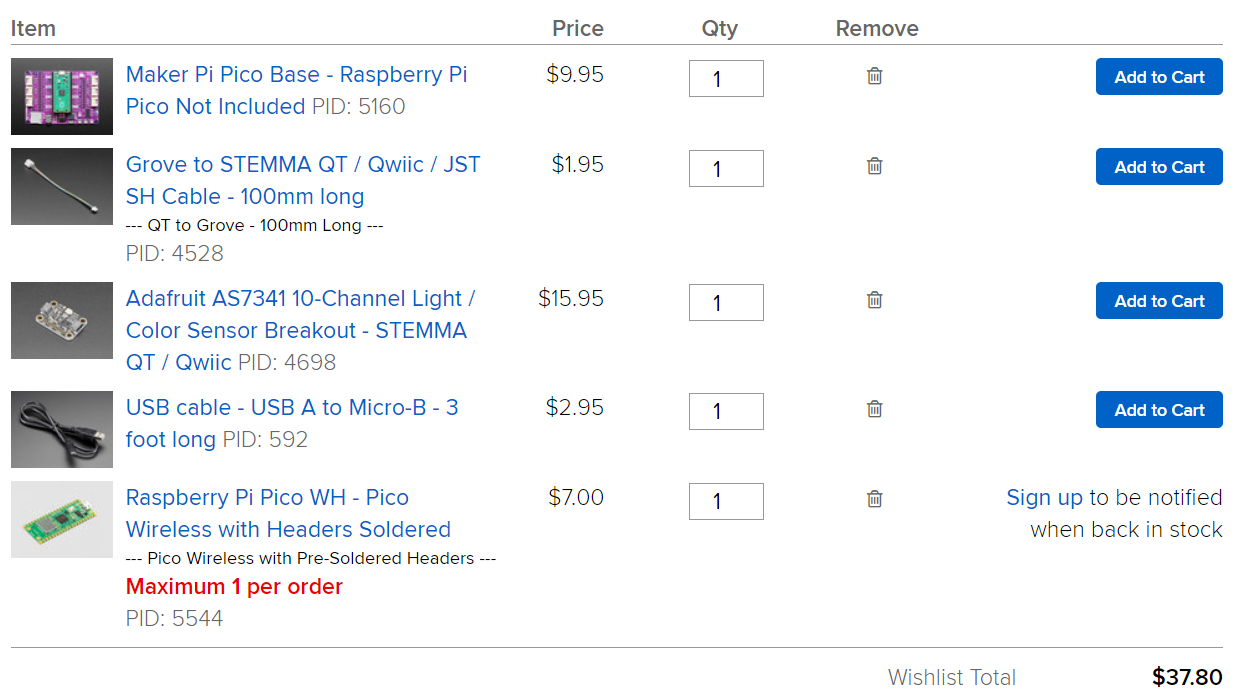 Item Price Qty Remove
Maker Pi Pico Base - Raspberry Pi $9.95 1 Add to Cart
Pico Not Included PID: 5160
Grove to STEMMA QT / Qwiic / JST $1.95 1 Add to Cart
SH Cable - 100mm long
--- QT to Grove - 100mm Long ---
PID: 4528
Adafruit AS7341 10-Channel Light / $15.95 1 Add to Cart
Color Sensor Breakout - STEMMA
QT / Qwiic PID: 4698
USB cable - USB A to Micro-B - 3 $2.95 1 Add to Cart
foot long PID: 592
Raspberry Pi Pico WH - Pico $7.00 1 Sign up to be notified
Wireless with Headers Soldered when back in stock
--- Pico Wireless with Pre-Soldered Headers ---
Maximum 1 per order
PID: 5544
Wishlist Total $37.80